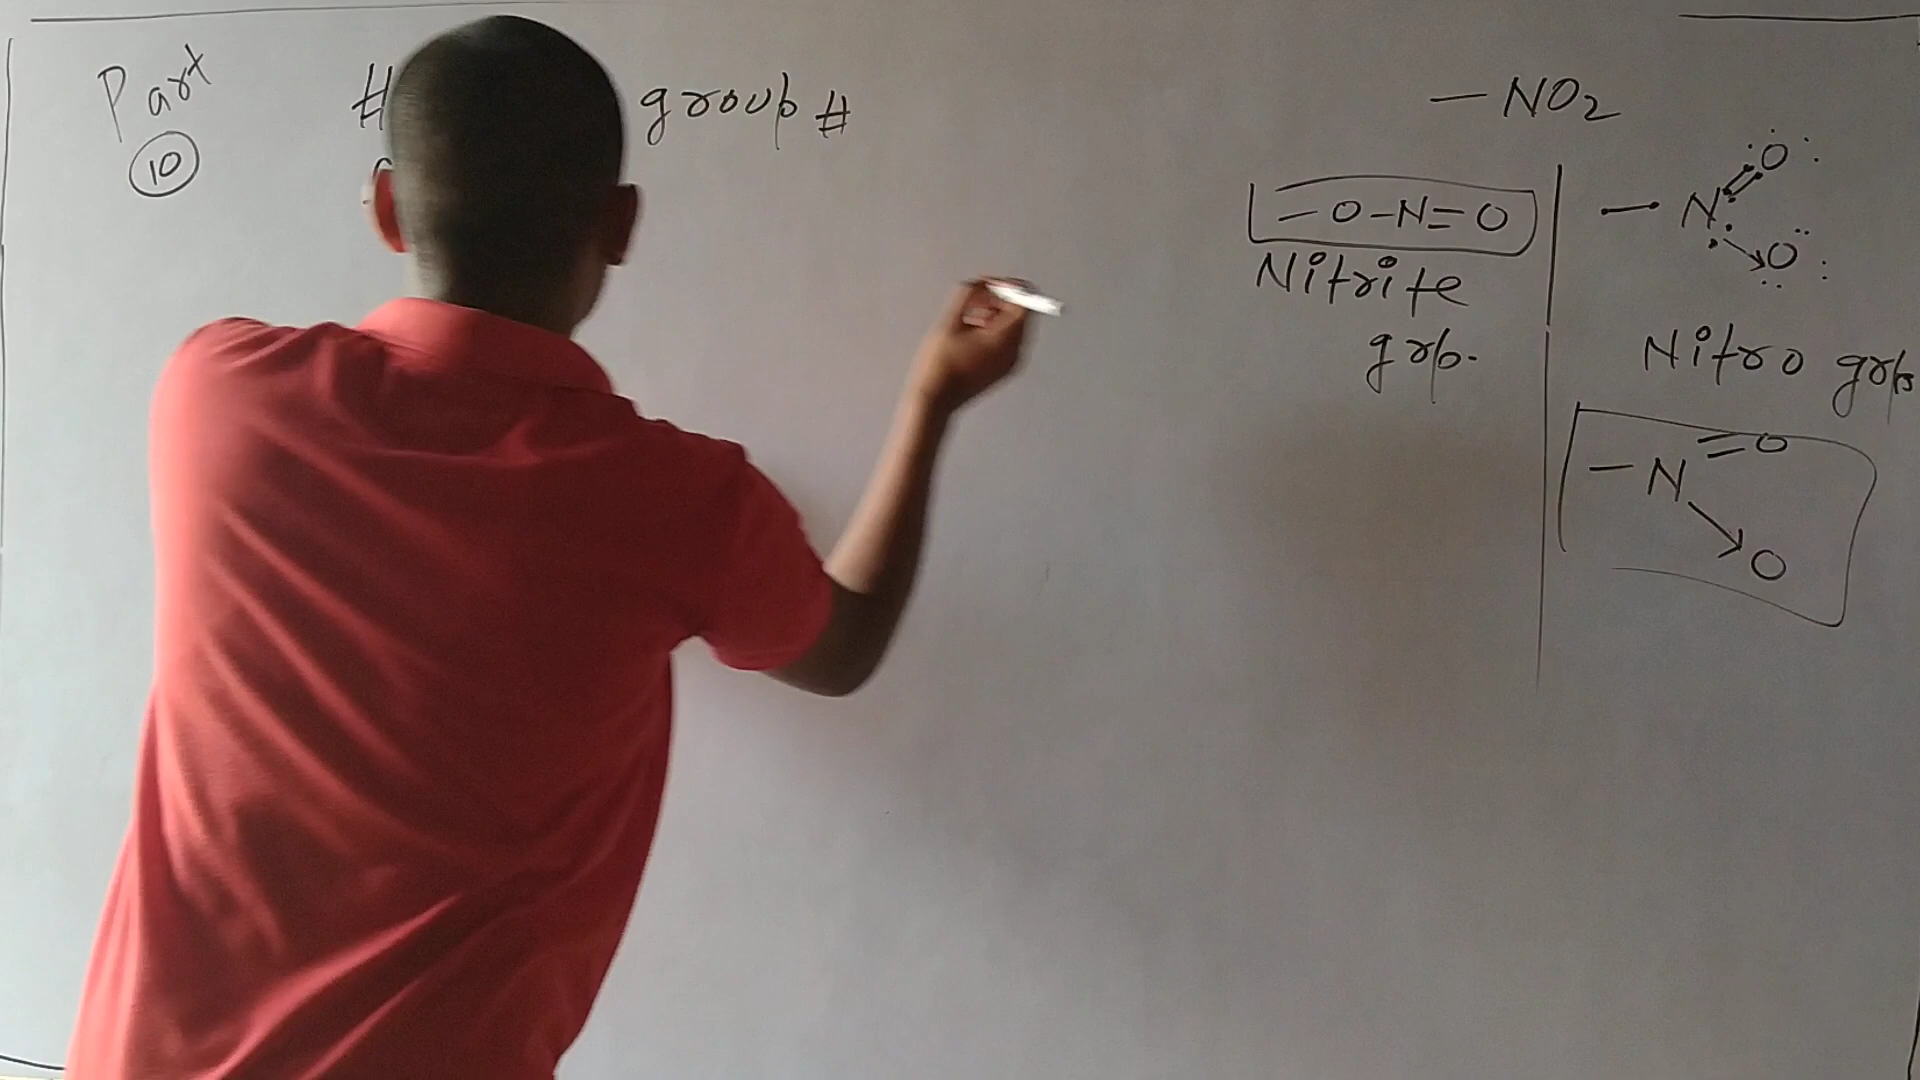 Part
10
# group #
-NO2
-O-N=O
Nitrite
grp.
-N=O
→O
Nitro grp
-N=O
→O